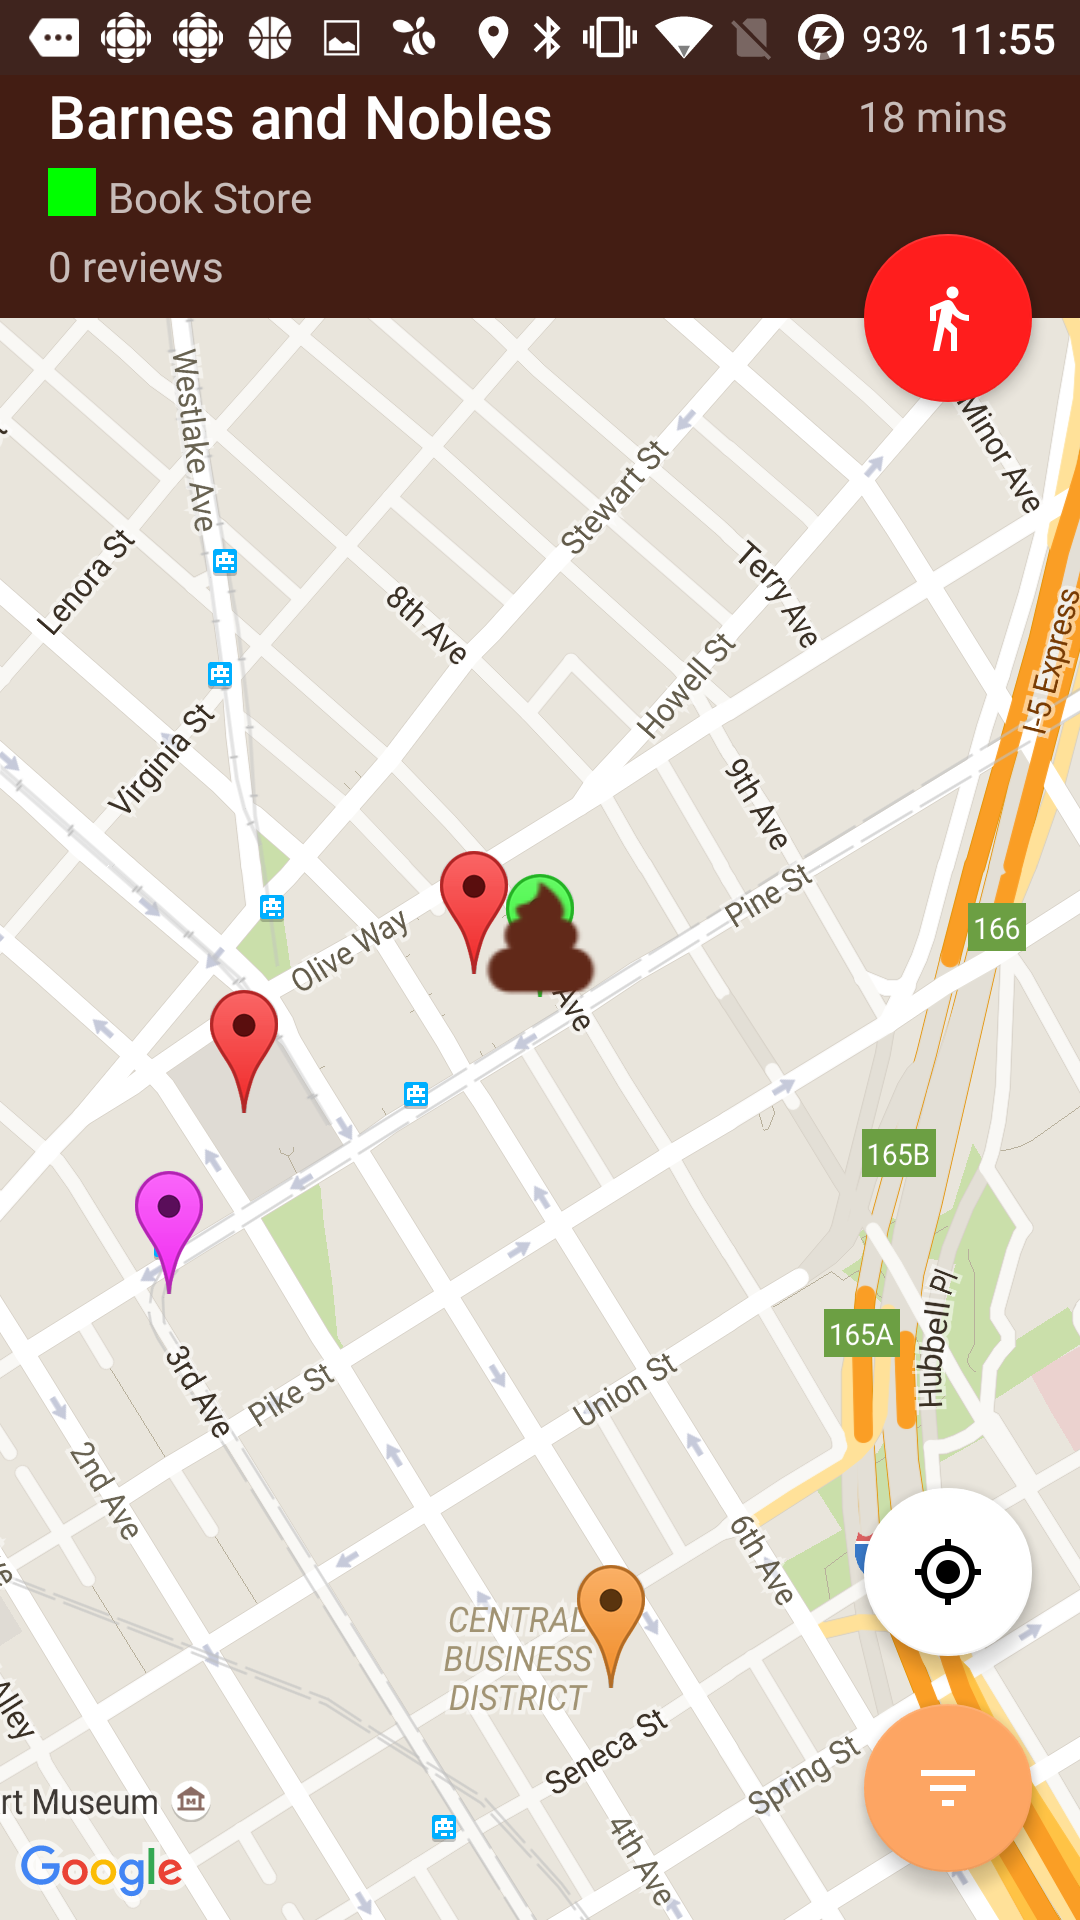 93% 11:55
Barnes and Nobles
18 mins
Book Store
0 reviews
Westlake Ave
Minor Ave
Stewart St
Lenora St
Terry Ave
8th Ave
I-5 Express
Howell St
Virginia St
9th Ave
Pine St
Olive Way
166
Ave
165B
Hubbell Pl
165A
3rd Ave
Pike St
Union St
2nd Ave
6th Ave
CENTRAL
BUSINESS
DISTRICT
Alley
Seneca St
Spring St
rt Museum
4th Ave
Google